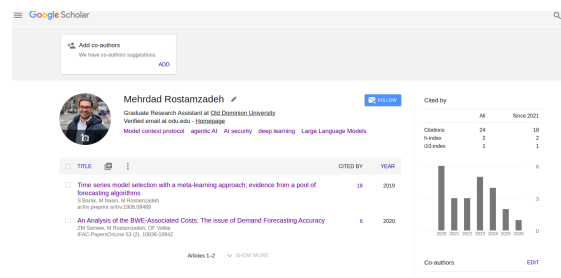 Google Scholar
Add co-authors
We have co-authors suggestions.
ADD
Mehrdad Rostamzadeh
FOLLOW
Graduate Research Assistant at Old Dominion University
Verified email at odu.edu - Homepage
Model context protocol agentic AI AI security deep learning Large Language Models
TITLE
CITED BY
YEAR
Time series model selection with a meta-learning approach; evidence from a pool of
forecasting algorithms
18
2019
S Barak, M Nasiri, M Rostamzadeh
arXiv preprint arXiv:1908.08489
An Analysis of the BWE-Associated Costs: The issue of Demand Forecasting Accuracy
6
2020
ZM Sarrees, M Rostamzadeh, OF Valilai
IFAC-PapersOnLine 53 (2), 10836-10842
Articles 1–2
SHOW MORE
Cited by
All Since 2021
Citations 24 18
h-index 2 2
i10-index 1 1
6
3
0
2020 2021 2022 2023 2024 2025 2026
Co-authors
EDIT